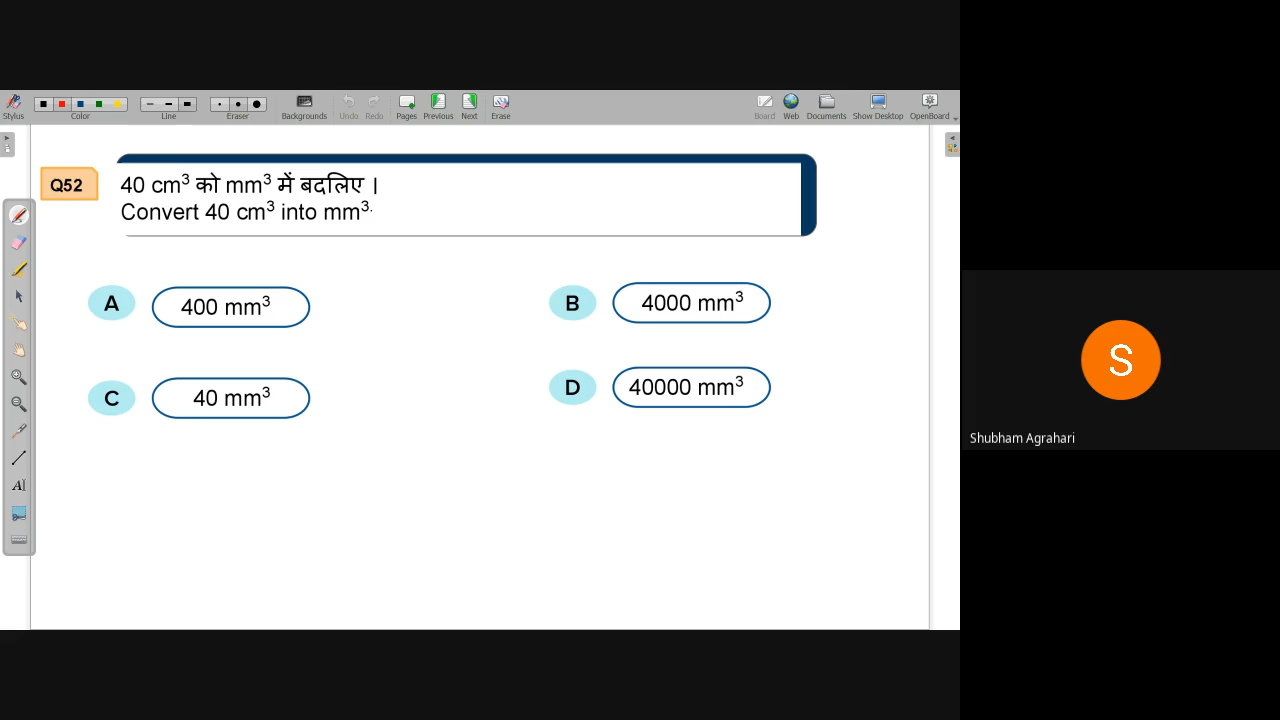 Stylus
Color
Line
Eraser
Backgrounds
Undo
Redo
Pages
Previous
Next
Erase
Board
Web
Documents
Show Desktop
OpenBoard
Q52
40 cm³ को mm³ में बदलिए ।
Convert 40 cm³ into mm³.
A
400 mm³
B
4000 mm³
C
40 mm³
D
40000 mm³
S
Shubham Agrahari